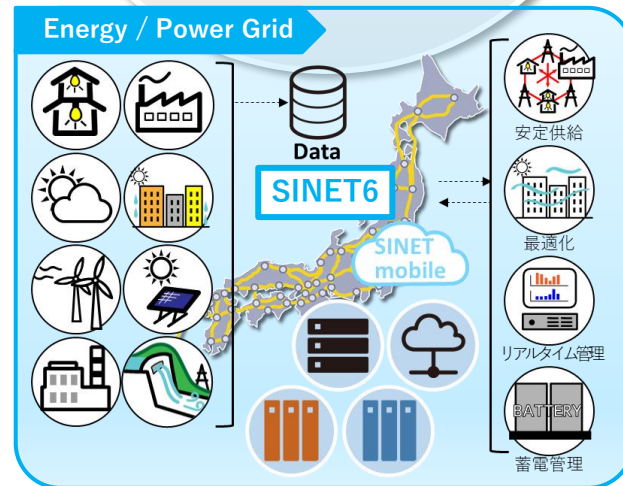 Energy / Power Grid
Data
SINET6
SINET
mobile
安定供給
最適化
リアルタイム管理
BATTERY
蓄電管理